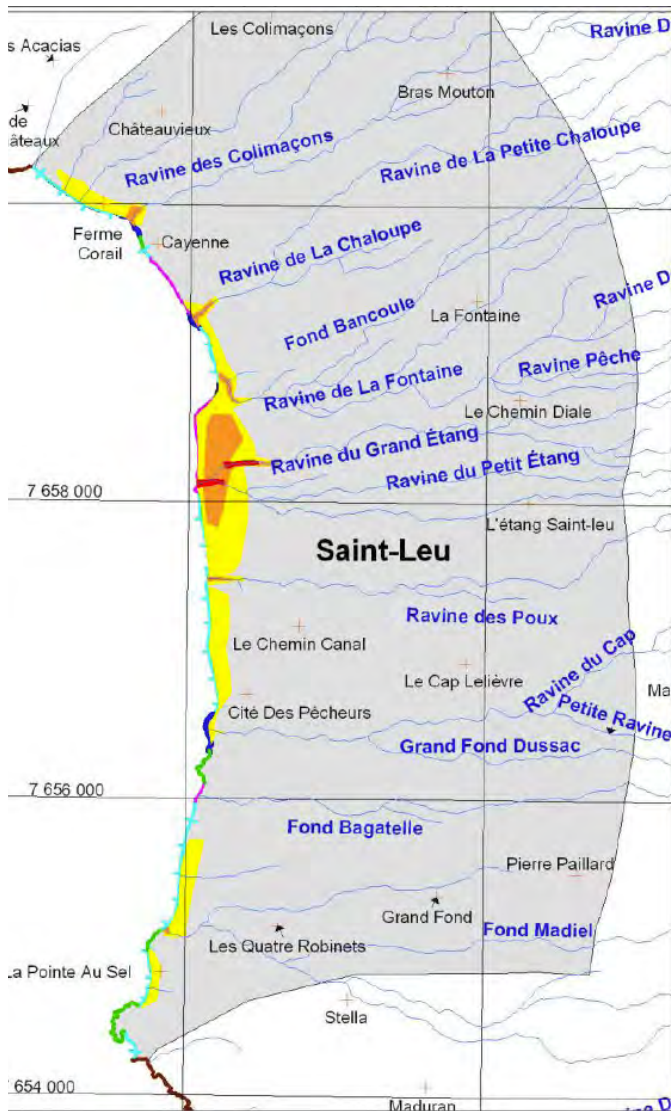 Les Colimaçons
Ravine D
s Acacias
Bras Mouton
de
âteaux
Châteauvieux
Ravine des Colimaçons
Ravine de La Petite Chaloupe
Ferme
Corail
Cayenne
Ravine de La Chaloupe
Ravine D
Fond Bancoule
La Fontaine
Ravine Pêche
Ravine de La Fontaine
Le Chemin Diale
Ravine du Grand Étang
Ravine du Petit Étang
7 658 000
L'étang Saint-leu
Saint-Leu
Ravine des Poux
Le Chemin Canal
Ravine du Cap
Le Cap Lelièvre
Ma
Petite Ravine
Cité Des Pêcheurs
Grand Fond Dussac
7 656 000
Fond Bagatelle
Pierre Paillard
Grand Fond
Fond Madiel
Les Quatre Robinets
La Pointe Au Sel
Stella
7 654 000
Maduran
vine D